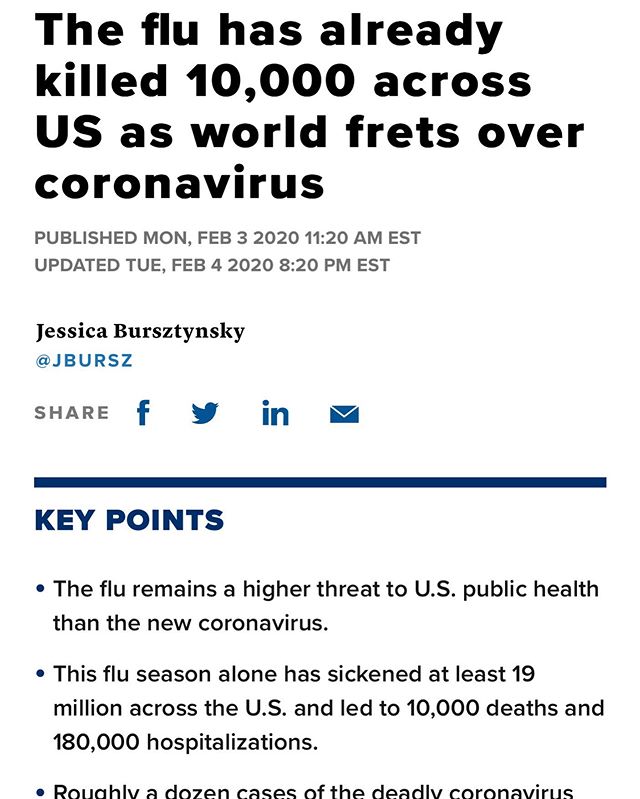 The flu has already
killed 10,000 across
US as world frets over
coronavirus
PUBLISHED MON, FEB 3 2020 11:20 AM EST
UPDATED TUE, FEB 4 2020 8:20 PM EST
Jessica Bursztynsky
@JBURSZ
SHARE
KEY POINTS
• The flu remains a higher threat to U.S. public health
than the new coronavirus.
• This flu season alone has sickened at least 19
million across the U.S. and led to 10,000 deaths and
180,000 hospitalizations.
• Roughly a dozen cases of the deadly coronavirus